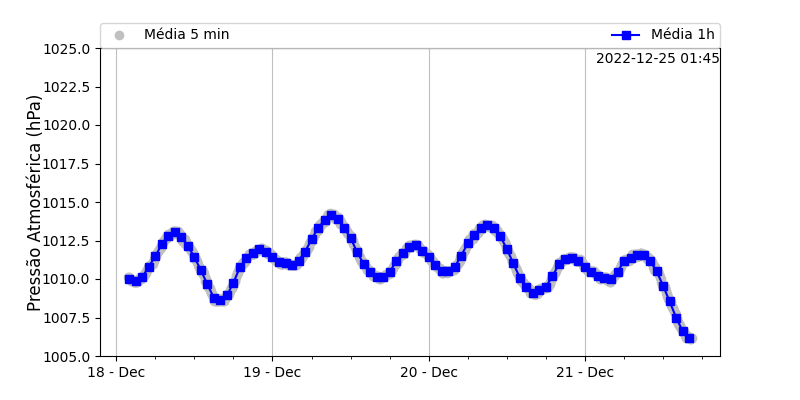 Média 5 min
Média 1h
2022-12-25 01:45
Pressão Atmosférica (hPa)
1025.0
1022.5
1020.0
1017.5
1015.0
1012.5
1010.0
1007.5
1005.0
18 - Dec
19 - Dec
20 - Dec
21 - Dec